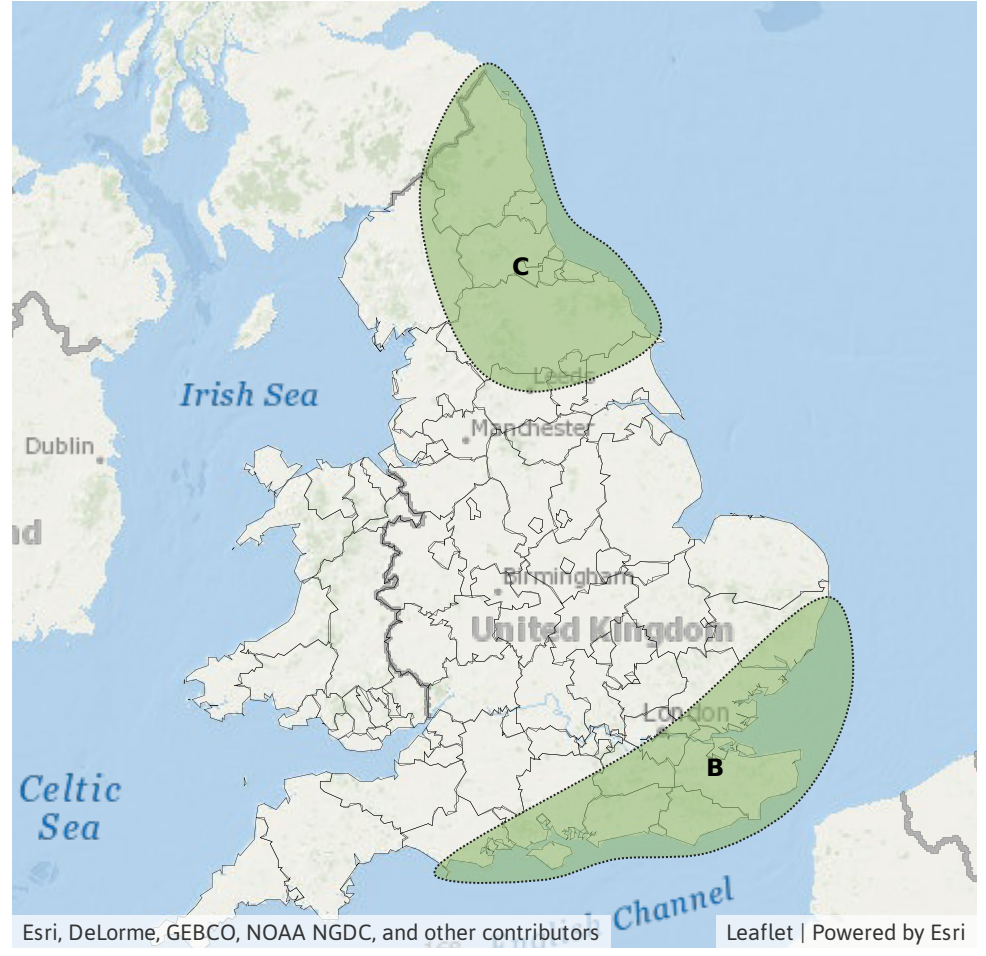 C
Leeds
Irish Sea
Manchester
Dublin
nd
Birmingham
United Kingdom
London
B
Celtic
Sea
English Channel
Esri, DeLorme, GEBCO, NOAA NGDC, and other contributors
Leaflet | Powered by Esri